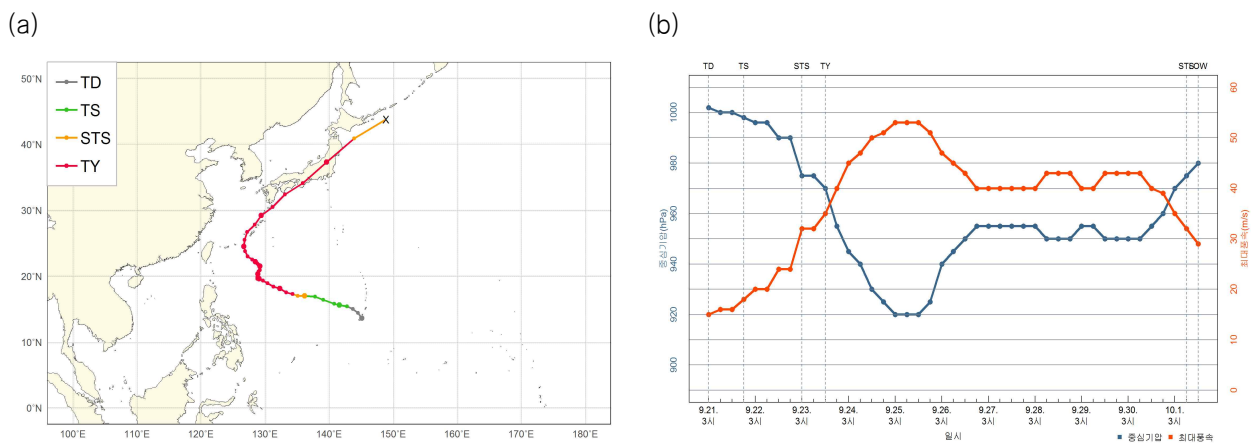 (a)
(b)
TD
TS
STS
TY
50°N
40°N
30°N
20°N
10°N
0°N
100°E
110°E
120°E
130°E
140°E
150°E
160°E
170°E
180°E
X
TD
TS
STS
TY
STS
SOW
중심기압(hPa)
1000
980
960
940
920
900
최대풍속(m/s)
60
50
40
30
20
10
0
9.21.
3시
9.22.
3시
9.23.
3시
9.24.
3시
9.25.
3시
9.26.
3시
9.27.
3시
9.28.
3시
9.29.
3시
9.30.
3시
10.1.
3시
일시
중심기압
최대풍속